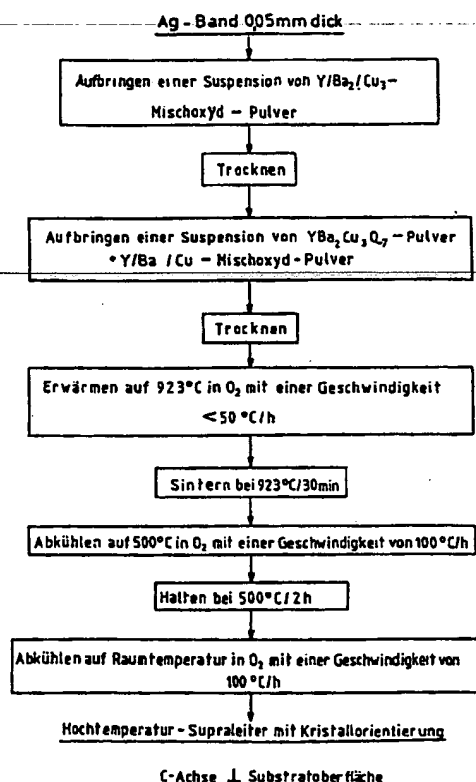 Ag - Band 0,05mm dick
Aufbringen einer Suspension von Y/Ba₂/Cu₃ –
Mischoxyd – Pulver
Trocknen
Aufbringen einer Suspension von YBa₂Cu₃O₋₇ – Pulver
+ Y/Ba / Cu – Mischoxyd - Pulver
Trocknen
Erwärmen auf 923°C in O₂ mit einer Geschwindigkeit
< 50 °C/h
Sintern bei 923°C/30min
Abkühlen auf 500°C in O₂ mit einer Geschwindigkeit von 100°C/h
Halten bei 500°C/2h
Abkühlen auf Raumtemperatur in O₂ mit einer Geschwindigkeit von
100°C/h
Hochtemperatur - Supraleiter mit Kristallorientierung
C-Achse ⊥ Substratoberfläche